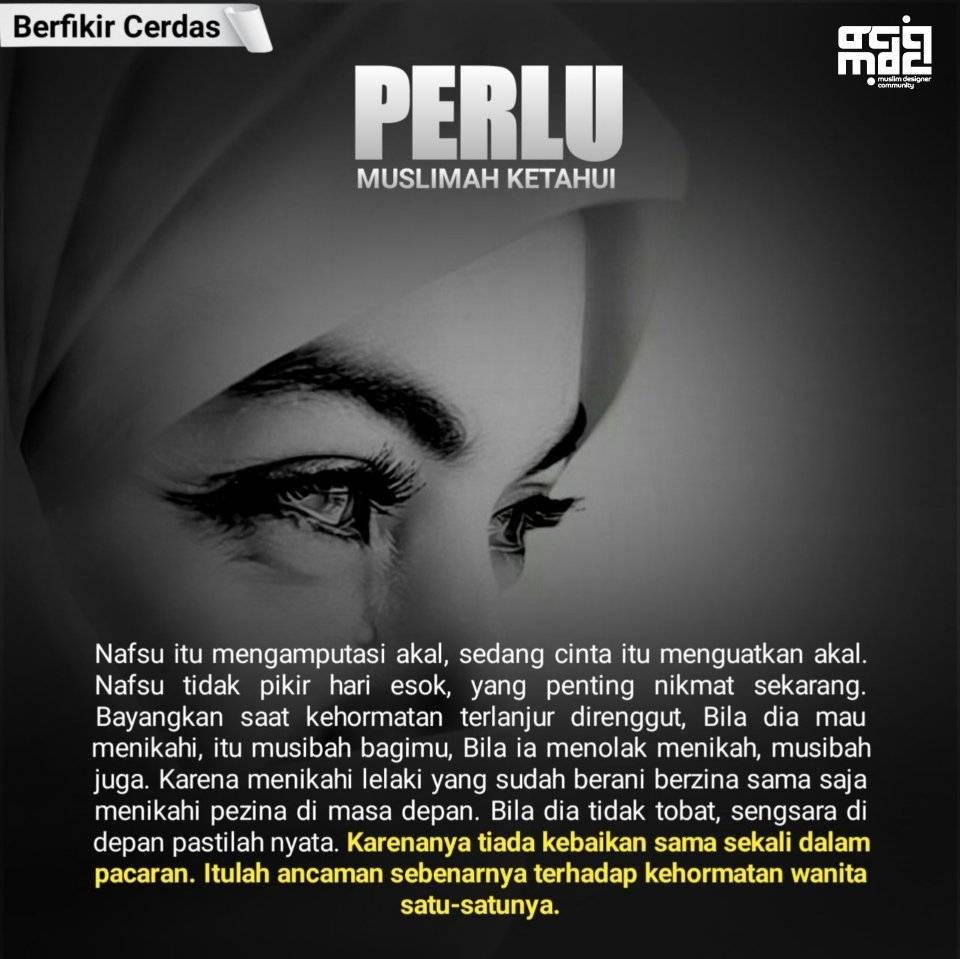 Berfikir Cerdas
muslim designer
community
PERLU
MUSLIMAH KETAHUI
Nafsu itu mengamputasi akal, sedang cinta itu menguatkan akal.
Nafsu tidak pikir hari esok, yang penting nikmat sekarang.
Bayangkan saat kehormatan terlanjur direnggut, Bila dia mau
menikahi, itu musibah bagimu, Bila ia menolak menikah, musibah
juga. Karena menikahi lelaki yang sudah berani berzina sama saja
menikahi pezina di masa depan. Bila dia tidak tobat, sengsara di
depan pastilah nyata. Karenanya tiada kebaikan sama sekali dalam
pacaran. Itulah ancaman sebenarnya terhadap kehormatan wanita
satu-satunya.